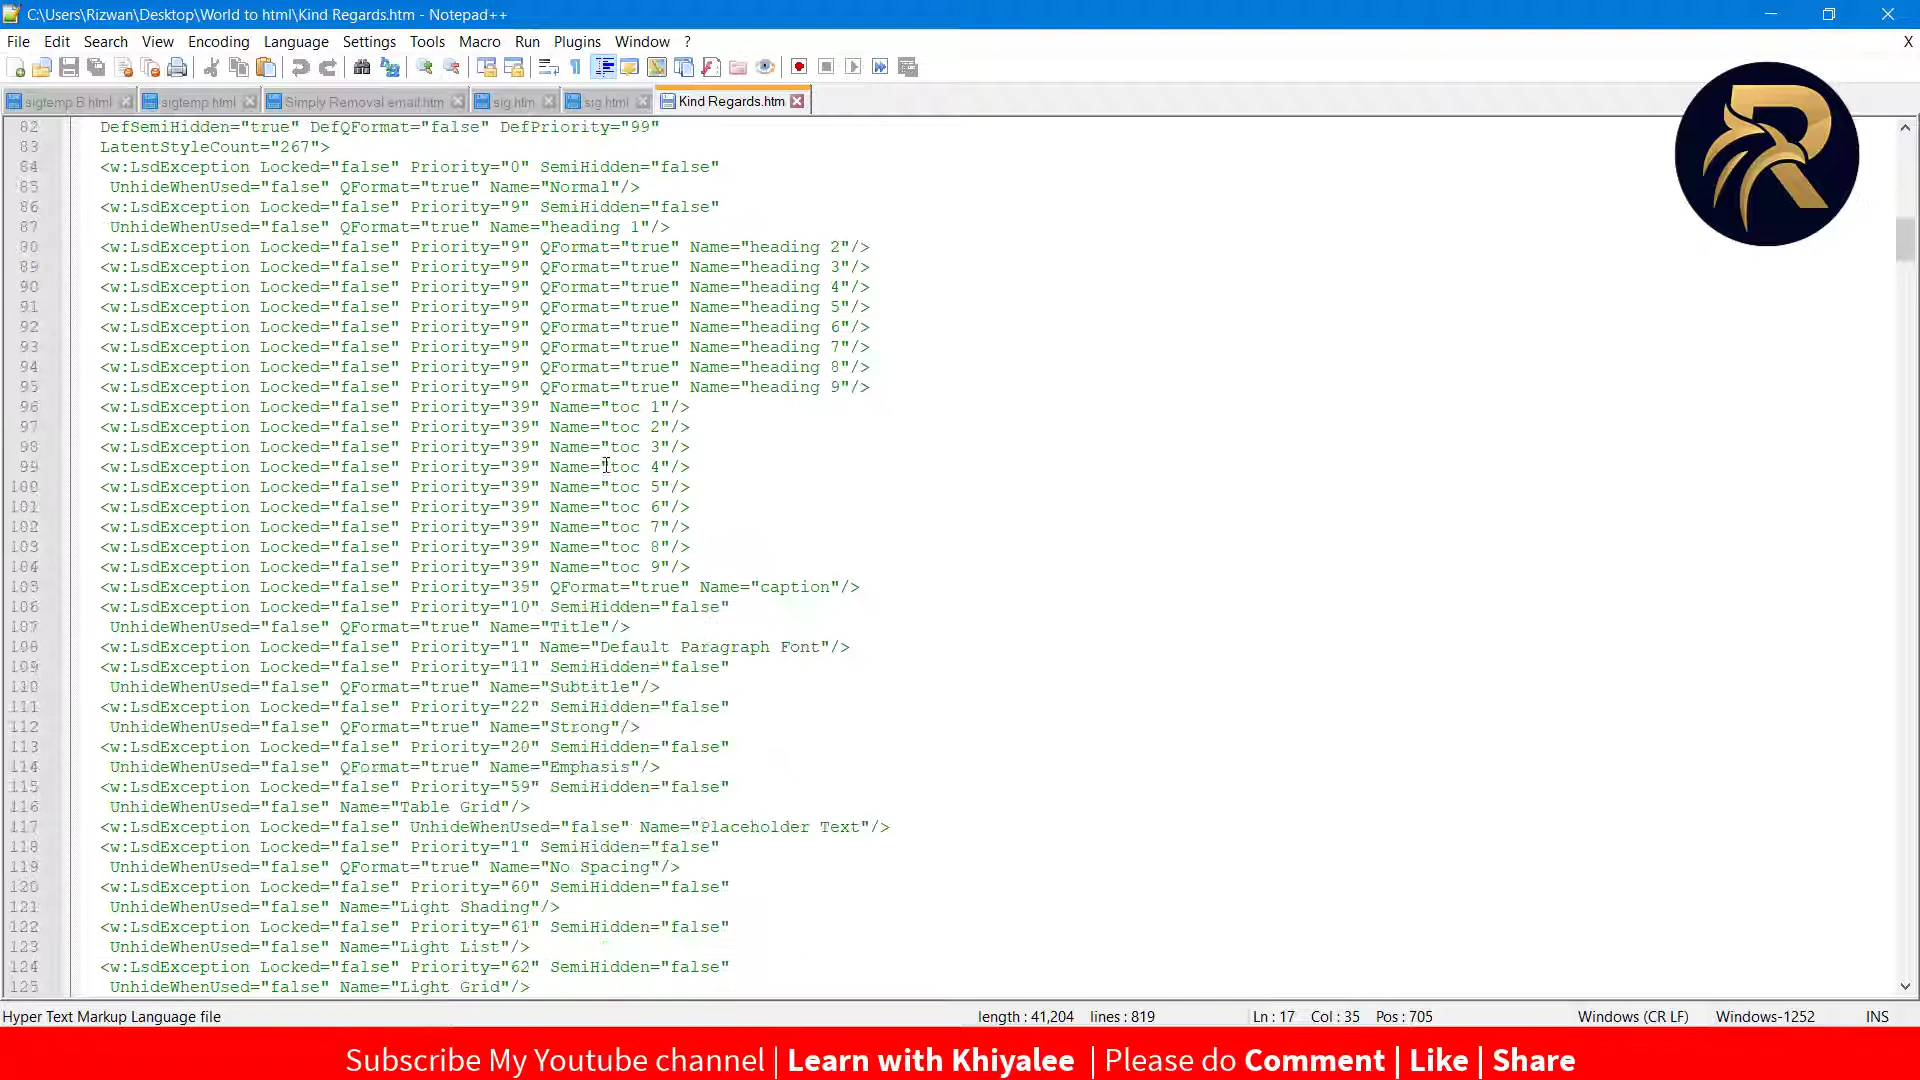 C:\Users\Rizwan\Desktop\World to html\Kind Regards.htm - Notepad++
File Edit Search View Encoding Language Settings Tools Macro Run Plugins Window ? X
sigtemp B.html sigtemp.html Simply Removal email.htm sig.htm sig.html Kind Regards.htm
82 DefSemiHidden="true" DefQFormat="false" DefPriority="99"
83 LatentStyleCount="267">
84 <w:LsdException Locked="false" Priority="0" SemiHidden="false"
85 UnhideWhenUsed="false" QFormat="true" Name="Normal"/>
86 <w:LsdException Locked="false" Priority="9" SemiHidden="false"
87 UnhideWhenUsed="false" QFormat="true" Name="heading 1"/>
88 <w:LsdException Locked="false" Priority="9" QFormat="true" Name="heading 2"/>
89 <w:LsdException Locked="false" Priority="9" QFormat="true" Name="heading 3"/>
90 <w:LsdException Locked="false" Priority="9" QFormat="true" Name="heading 4"/>
91 <w:LsdException Locked="false" Priority="9" QFormat="true" Name="heading 5"/>
92 <w:LsdException Locked="false" Priority="9" QFormat="true" Name="heading 6"/>
93 <w:LsdException Locked="false" Priority="9" QFormat="true" Name="heading 7"/>
94 <w:LsdException Locked="false" Priority="9" QFormat="true" Name="heading 8"/>
95 <w:LsdException Locked="false" Priority="9" QFormat="true" Name="heading 9"/>
96 <w:LsdException Locked="false" Priority="39" Name="toc 1"/>
97 <w:LsdException Locked="false" Priority="39" Name="toc 2"/>
98 <w:LsdException Locked="false" Priority="39" Name="toc 3"/>
99 <w:LsdException Locked="false" Priority="39" Name="toc 4"/>
100 <w:LsdException Locked="false" Priority="39" Name="toc 5"/>
101 <w:LsdException Locked="false" Priority="39" Name="toc 6"/>
102 <w:LsdException Locked="false" Priority="39" Name="toc 7"/>
103 <w:LsdException Locked="false" Priority="39" Name="toc 8"/>
104 <w:LsdException Locked="false" Priority="39" Name="toc 9"/>
105 <w:LsdException Locked="false" Priority="39" QFormat="true" Name="caption"/>
106 <w:LsdException Locked="false" Priority="10" SemiHidden="false"
107 UnhideWhenUsed="false" QFormat="true" Name="Title"/>
108 <w:LsdException Locked="false" Priority="1" Name="Default Paragraph Font"/>
109 <w:LsdException Locked="false" Priority="11" SemiHidden="false"
110 UnhideWhenUsed="false" QFormat="true" Name="Subtitle"/>
111 <w:LsdException Locked="false" Priority="22" SemiHidden="false"
112 UnhideWhenUsed="false" QFormat="true" Name="Strong"/>
113 <w:LsdException Locked="false" Priority="20" SemiHidden="false"
114 UnhideWhenUsed="false" QFormat="true" Name="Emphasis"/>
115 <w:LsdException Locked="false" Priority="59" SemiHidden="false"
116 UnhideWhenUsed="false" Name="Table Grid"/>
117 <w:LsdException Locked="false" UnhideWhenUsed="false" Name="Placeholder Text"/>
118 <w:LsdException Locked="false" Priority="1" SemiHidden="false"
119 UnhideWhenUsed="false" QFormat="true" Name="No Spacing"/>
120 <w:LsdException Locked="false" Priority="60" SemiHidden="false"
121 UnhideWhenUsed="false" Name="Light Shading"/>
122 <w:LsdException Locked="false" Priority="61" SemiHidden="false"
123 UnhideWhenUsed="false" Name="Light List"/>
124 <w:LsdException Locked="false" Priority="62" SemiHidden="false"
125 UnhideWhenUsed="false" Name="Light Grid"/>
Hyper Text Markup Language file length : 41,204 lines : 819 Ln : 17 Col : 35 Pos : 705 Windows (CR LF) Windows-1252 INS
Subscribe My Youtube channel | Learn with Khiyalee | Please do Comment | Like | Share